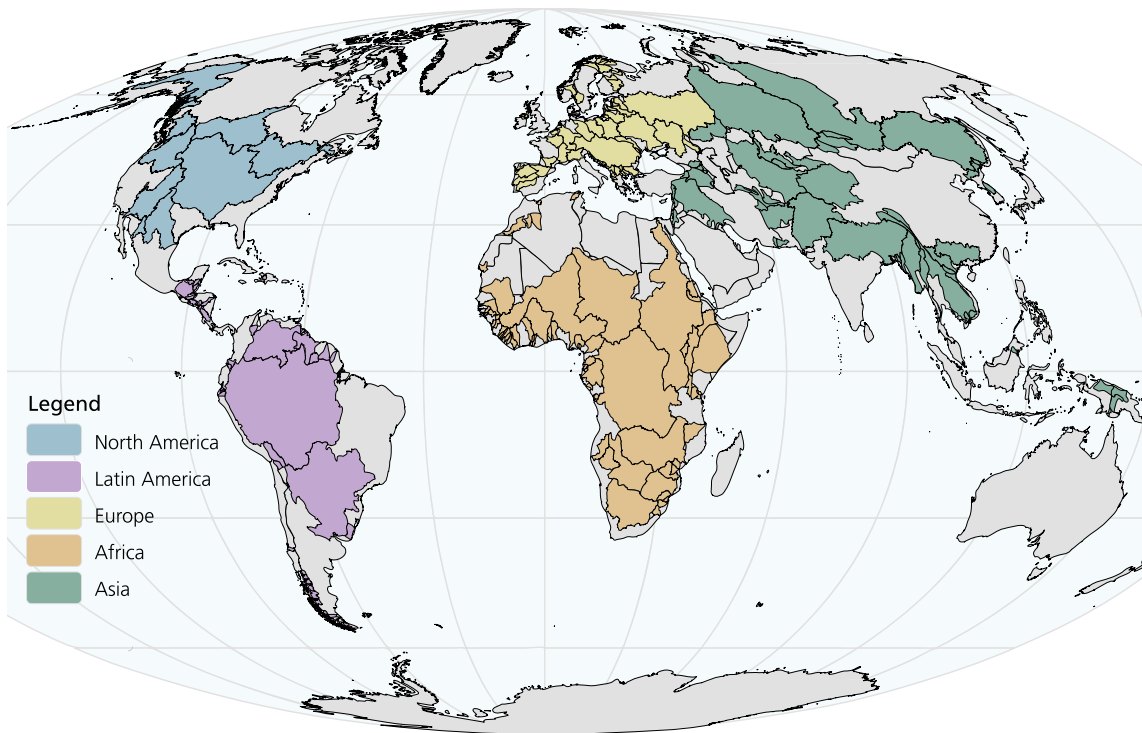 Legend
North America
Latin America
Europe
Africa
Asia